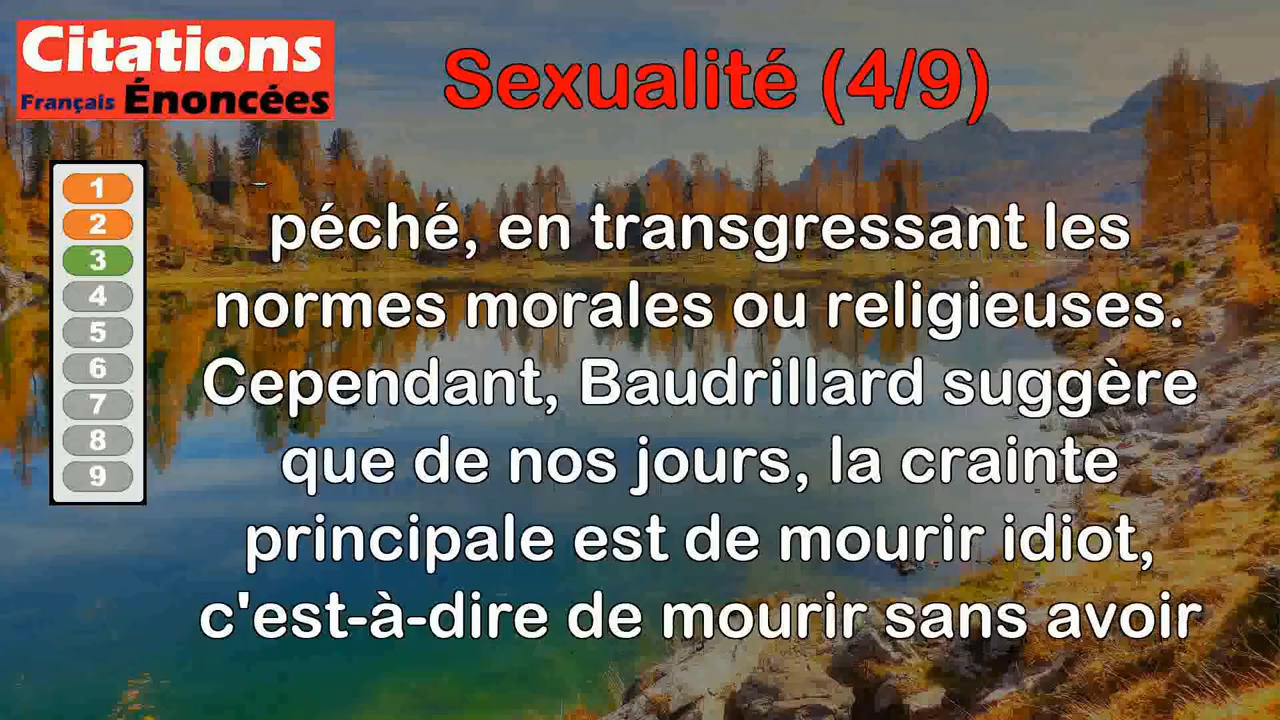 Citations
Français Énoncées
Sexualité (4/9)
1
2
3
4
5
6
7
8
9
péché, en transgressant les
normes morales ou religieuses.
Cependant, Baudrillard suggère
que de nos jours, la crainte
principale est de mourir idiot,
c'est-à-dire de mourir sans avoir